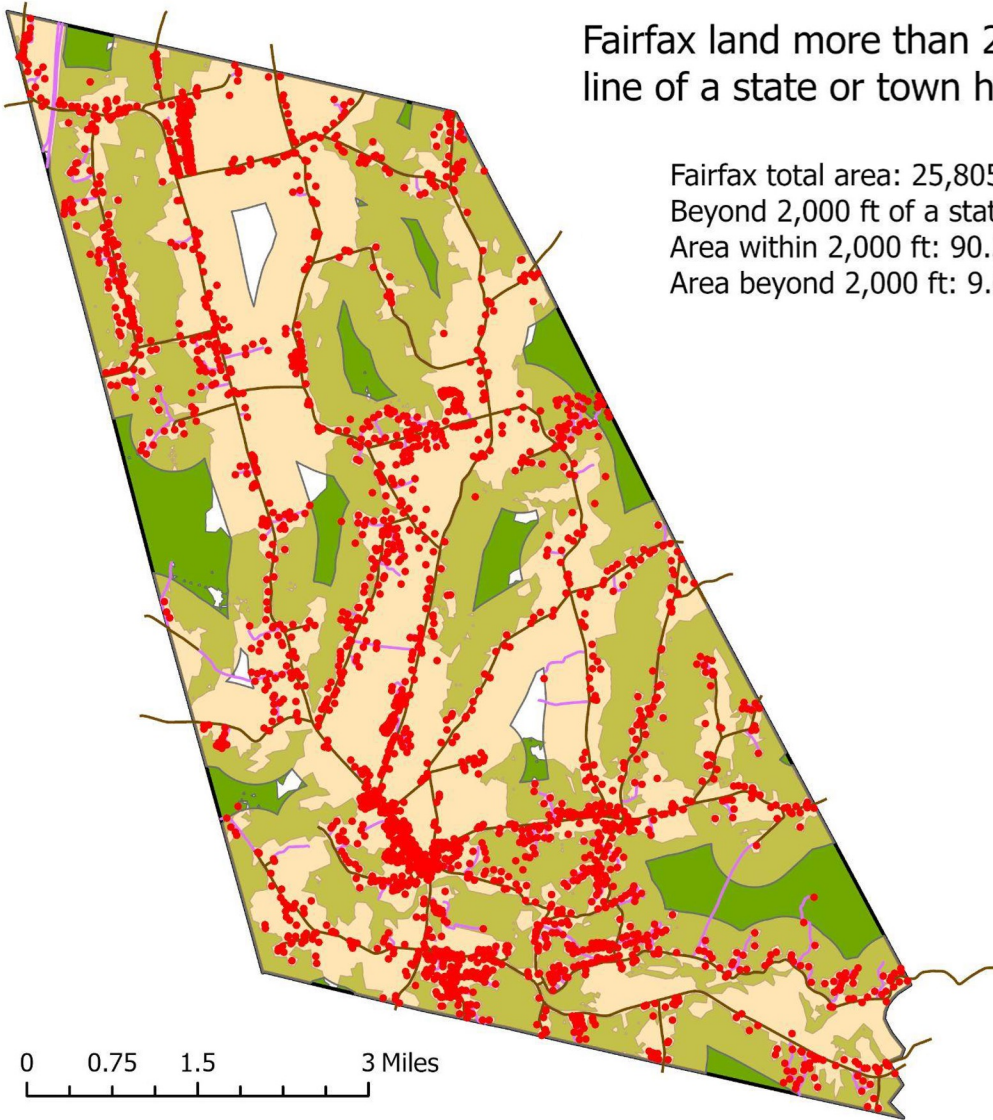 Fairfax land more than 2
line of a state or town h
Fairfax total area: 25,805
Beyond 2,000 ft of a stat
Area within 2,000 ft: 90.
Area beyond 2,000 ft: 9.
0 0.75 1.5 3 Miles